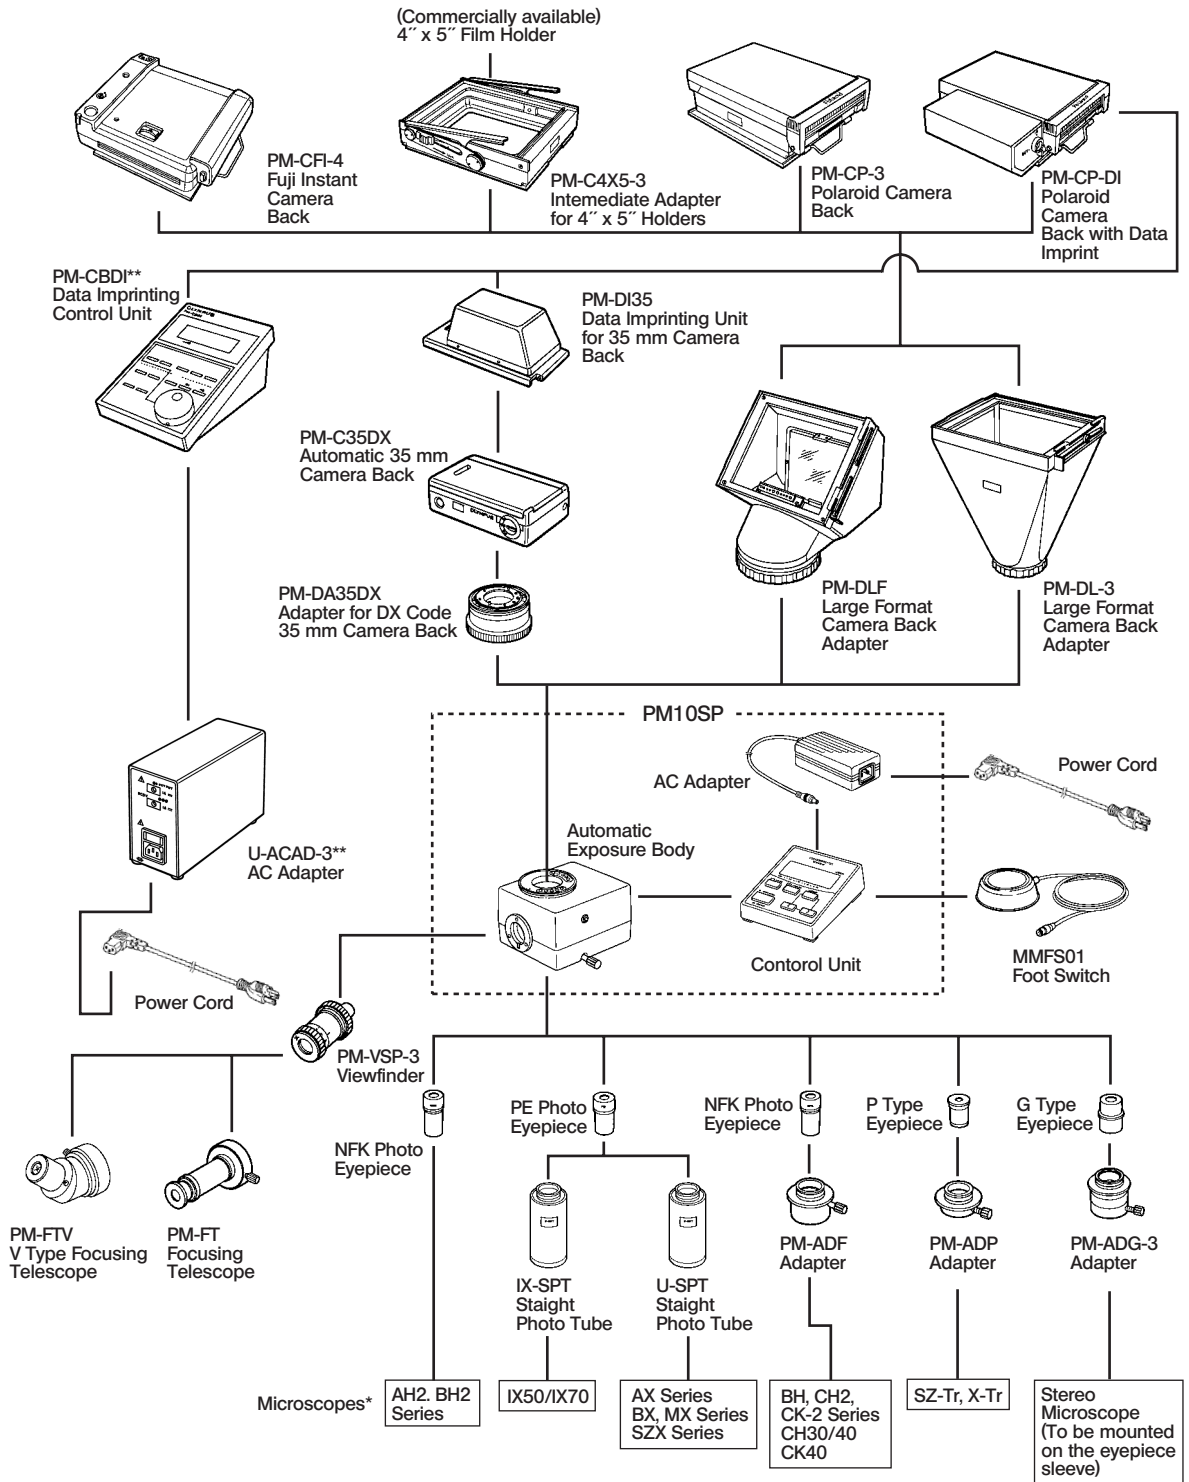 (Commercially available)
4˝ x 5˝ Film Holder
PM-CFI-4
Fuji Instant
Camera
Back
PM-C4X5-3
Intemediate Adapter
for 4˝ x 5˝ Holders
PM-CP-3
Polaroid Camera
Back
PM-CP-DI
Polaroid
Camera
Back with Data
Imprint
PM-CBDI**
Data Imprinting
Control Unit
PM-DI35
Data Imprinting Unit
for 35 mm Camera
Back
PM-C35DX
Automatic 35 mm
Camera Back
OLYMPUS
PM-DA35DX
Adapter for DX Code
35 mm Camera Back
PM-DLF
Large Format
Camera Back
Adapter
PM-DL-3
Large Format
Camera Back
Adapter
PM10SP
AC Adapter
Power Cord
Automatic
Exposure Body
U-ACAD-3**
AC Adapter
Contorol Unit
MMFS01
Foot Switch
Power Cord
PM-VSP-3
Viewfinder
NFK Photo
Eyepiece
PE Photo
Eyepiece
NFK Photo
Eyepiece
P Type
Eyepiece
G Type
Eyepiece
PM-FTV
V Type Focusing
Telescope
PM-FT
Focusing
Telescope
IX-SPT
Staight
Photo Tube
U-SPT
Staight
Photo Tube
PM-ADF
Adapter
PM-ADP
Adapter
PM-ADG-3
Adapter
Microscopes*
AH2. BH2
Series
IX50/IX70
AX Series
BX, MX Series
SZX Series
BH, CH2,
CK-2 Series
CH30/40
CK40
SZ-Tr, X-Tr
Stereo
Microscope
(To be mounted
on the eyepiece
sleeve)